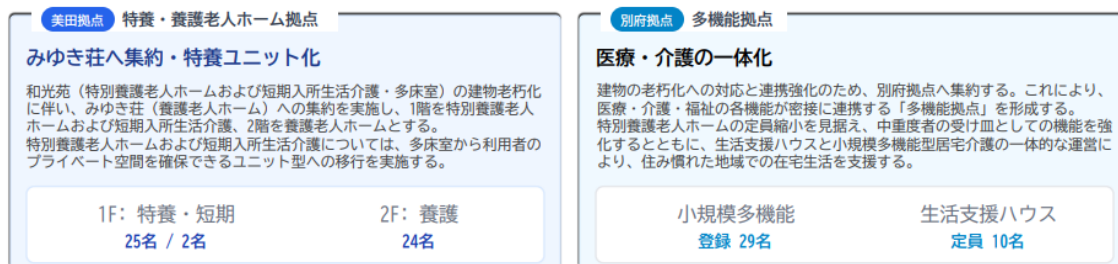 美田拠点 特養・養護老人ホーム拠点
みゆき荘へ集約・特養ユニット化
和光苑（特別養護老人ホームおよび短期入所生活介護・多床室）の建物老朽化
に伴い、みゆき荘（養護老人ホーム）への集約を実施し、1階を特別養護老人
ホームおよび短期入所生活介護、2階を養護老人ホームとする。
特別養護老人ホームおよび短期入所生活介護については、多床室から利用者の
プライベート空間を確保できるユニット型への移行を実施する。
1F: 特養・短期
25名 / 2名
2F: 養護
24名
別府拠点 多機能拠点
医療・介護の一体化
建物の老朽化への対応と連携強化のため、別府拠点へ集約する。これにより、
医療・介護・福祉の各機能が密接に連携する「多機能拠点」を形成する。
特別養護老人ホームの定員縮小を見据え、中重度者の受け皿としての機能を強
化するとともに、生活支援ハウスと小規模多機能型居宅介護の一体的な運営に
より、住み慣れた地域での在宅生活を支援する。
小規模多機能
登録 29名
生活支援ハウス
定員 10名